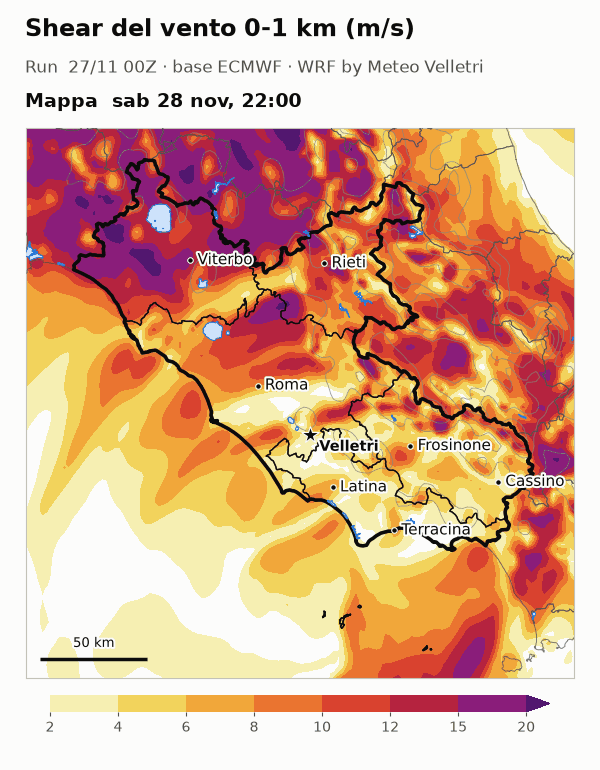 Shear del vento 0-1 km (m/s)
Run  27/11 00Z · base ECMWF · WRF by Meteo Velletri
Mappa  sab 28 nov, 22:00
Viterbo
Rieti
Roma
Velletri
Frosinone
Latina
Cassino
Terracina
50 km
2 4 6 8 10 12 15 20